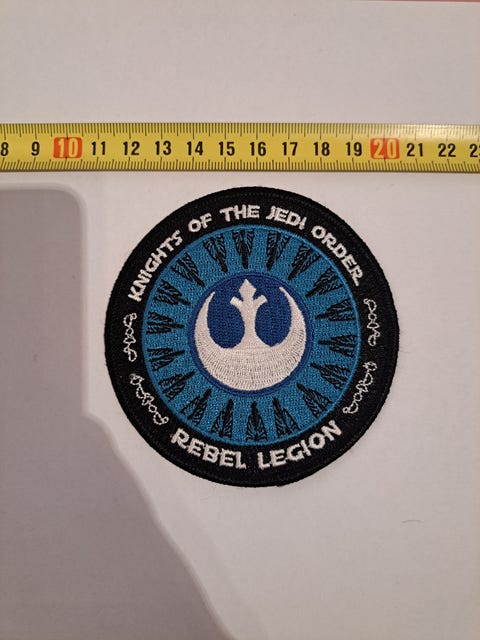 8 9 10 11 12 13 14 15 16 17 18 19 20 21 22
KNIGHTS OF THE JEDI ORDER
REBEL LEGION